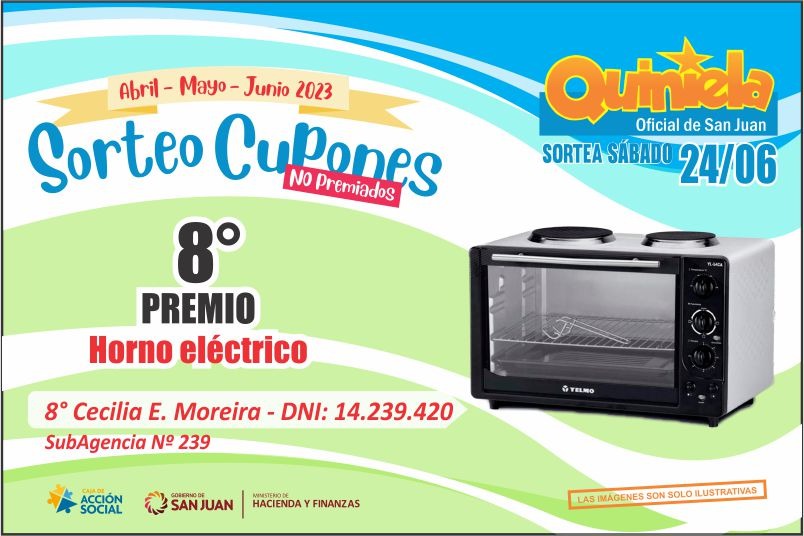 Abril - Mayo - Junio 2023
Sorteo Cupones
NO Premiados
Quiniela
Oficial de San Juan
SORTEA SÁBADO 24/06
8°
PREMIO
Horno eléctrico
8° Cecilia E. Moreira - DNI: 14.239.420
SubAgencia Nº 239
YELMO
CAJA DE
ACCIÓN
SOCIAL
GOBIERNO DE
SAN JUAN
MINISTERIO DE
HACIENDA Y FINANZAS
LAS IMÁGENES SON SOLO ILUSTRATIVAS